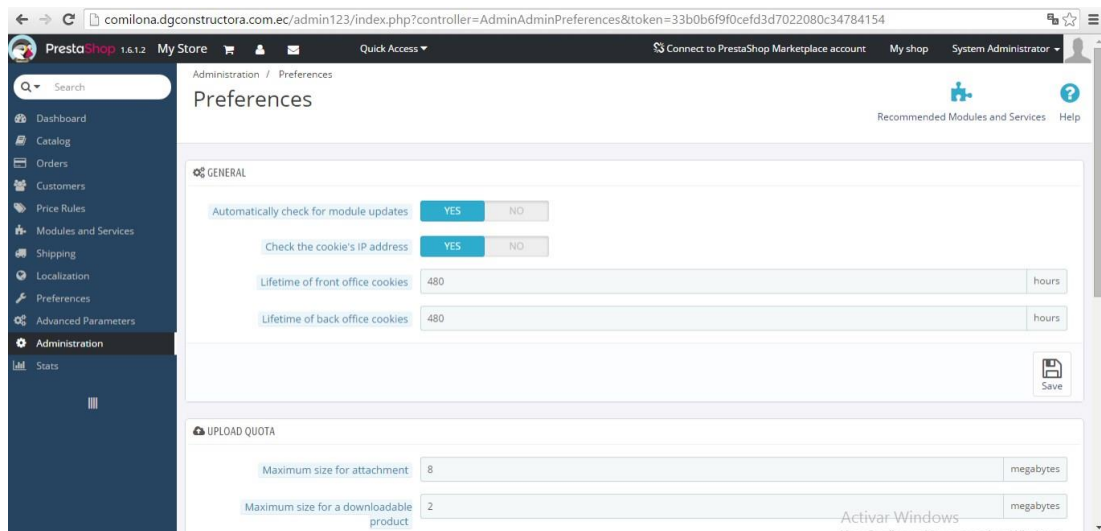 comilona.dgconstructora.com.ec/admin123/index.php?controller=AdminAdminPreferences&token=33b0b6f9f0cefd3d7022080c34784154
PrestaShop 1.6.1.2 My Store Quick Access Connect to PrestaShop Marketplace account My shop System Administrator
Search
Dashboard
Catalog
Orders
Customers
Price Rules
Modules and Services
Shipping
Localization
Preferences
Advanced Parameters
Administration
Stats
Administration / Preferences
Preferences
Recommended Modules and Services Help
GENERAL
Automatically check for module updates YES NO
Check the cookie's IP address YES NO
Lifetime of front office cookies 480 hours
Lifetime of back office cookies 480 hours
Save
UPLOAD QUOTA
Maximum size for attachment 8 megabytes
Maximum size for a downloadable 2 megabytes
product
Activar Windows